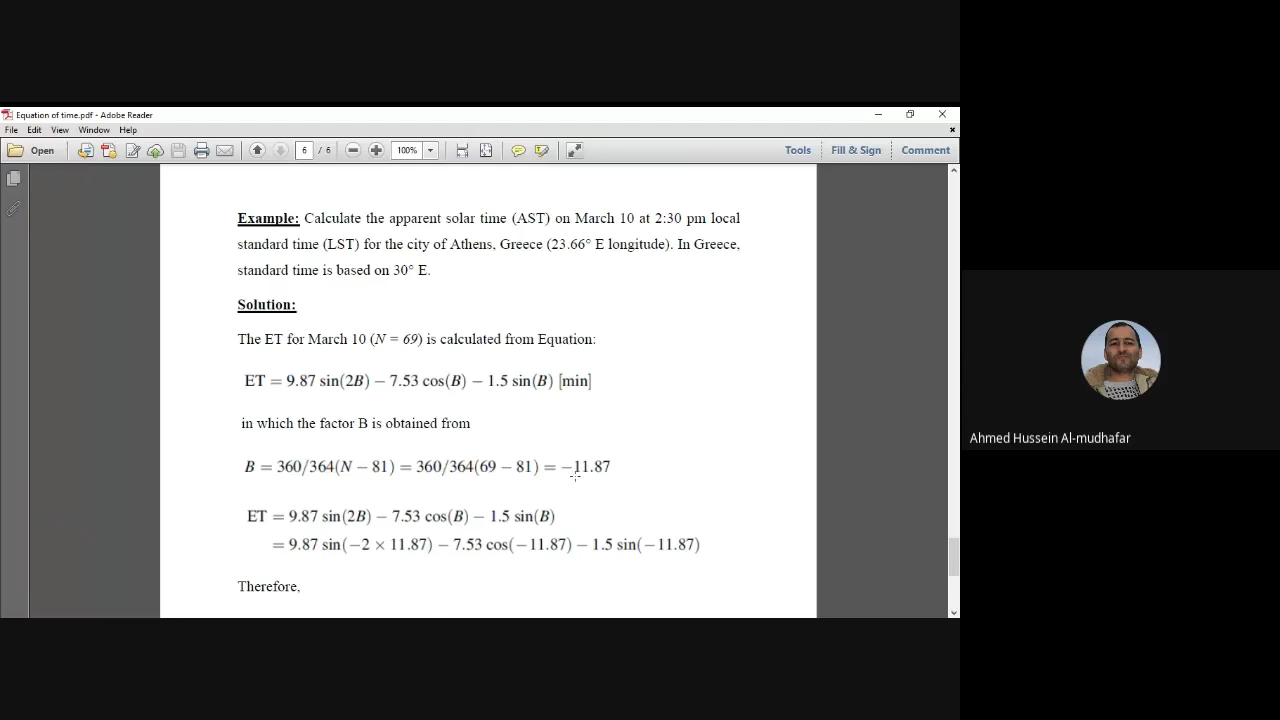 Equation of time.pdf - Adobe Reader
File Edit View Window Help
Open 6 / 6 100% Tools Fill & Sign Comment
Example: Calculate the apparent solar time (AST) on March 10 at 2:30 pm local
standard time (LST) for the city of Athens, Greece (23.66° E longitude). In Greece,
standard time is based on 30° E.
Solution:
The ET for March 10 (N = 69) is calculated from Equation:
ET = 9.87 sin(2B) − 7.53 cos(B) − 1.5 sin(B) [min]
in which the factor B is obtained from
B = 360/364(N − 81) = 360/364(69 − 81) = −11.87
ET = 9.87 sin(2B) − 7.53 cos(B) − 1.5 sin(B)
= 9.87 sin(−2 × 11.87) − 7.53 cos(−11.87) − 1.5 sin(−11.87)
Therefore,
Ahmed Hussein Al-mudhafar